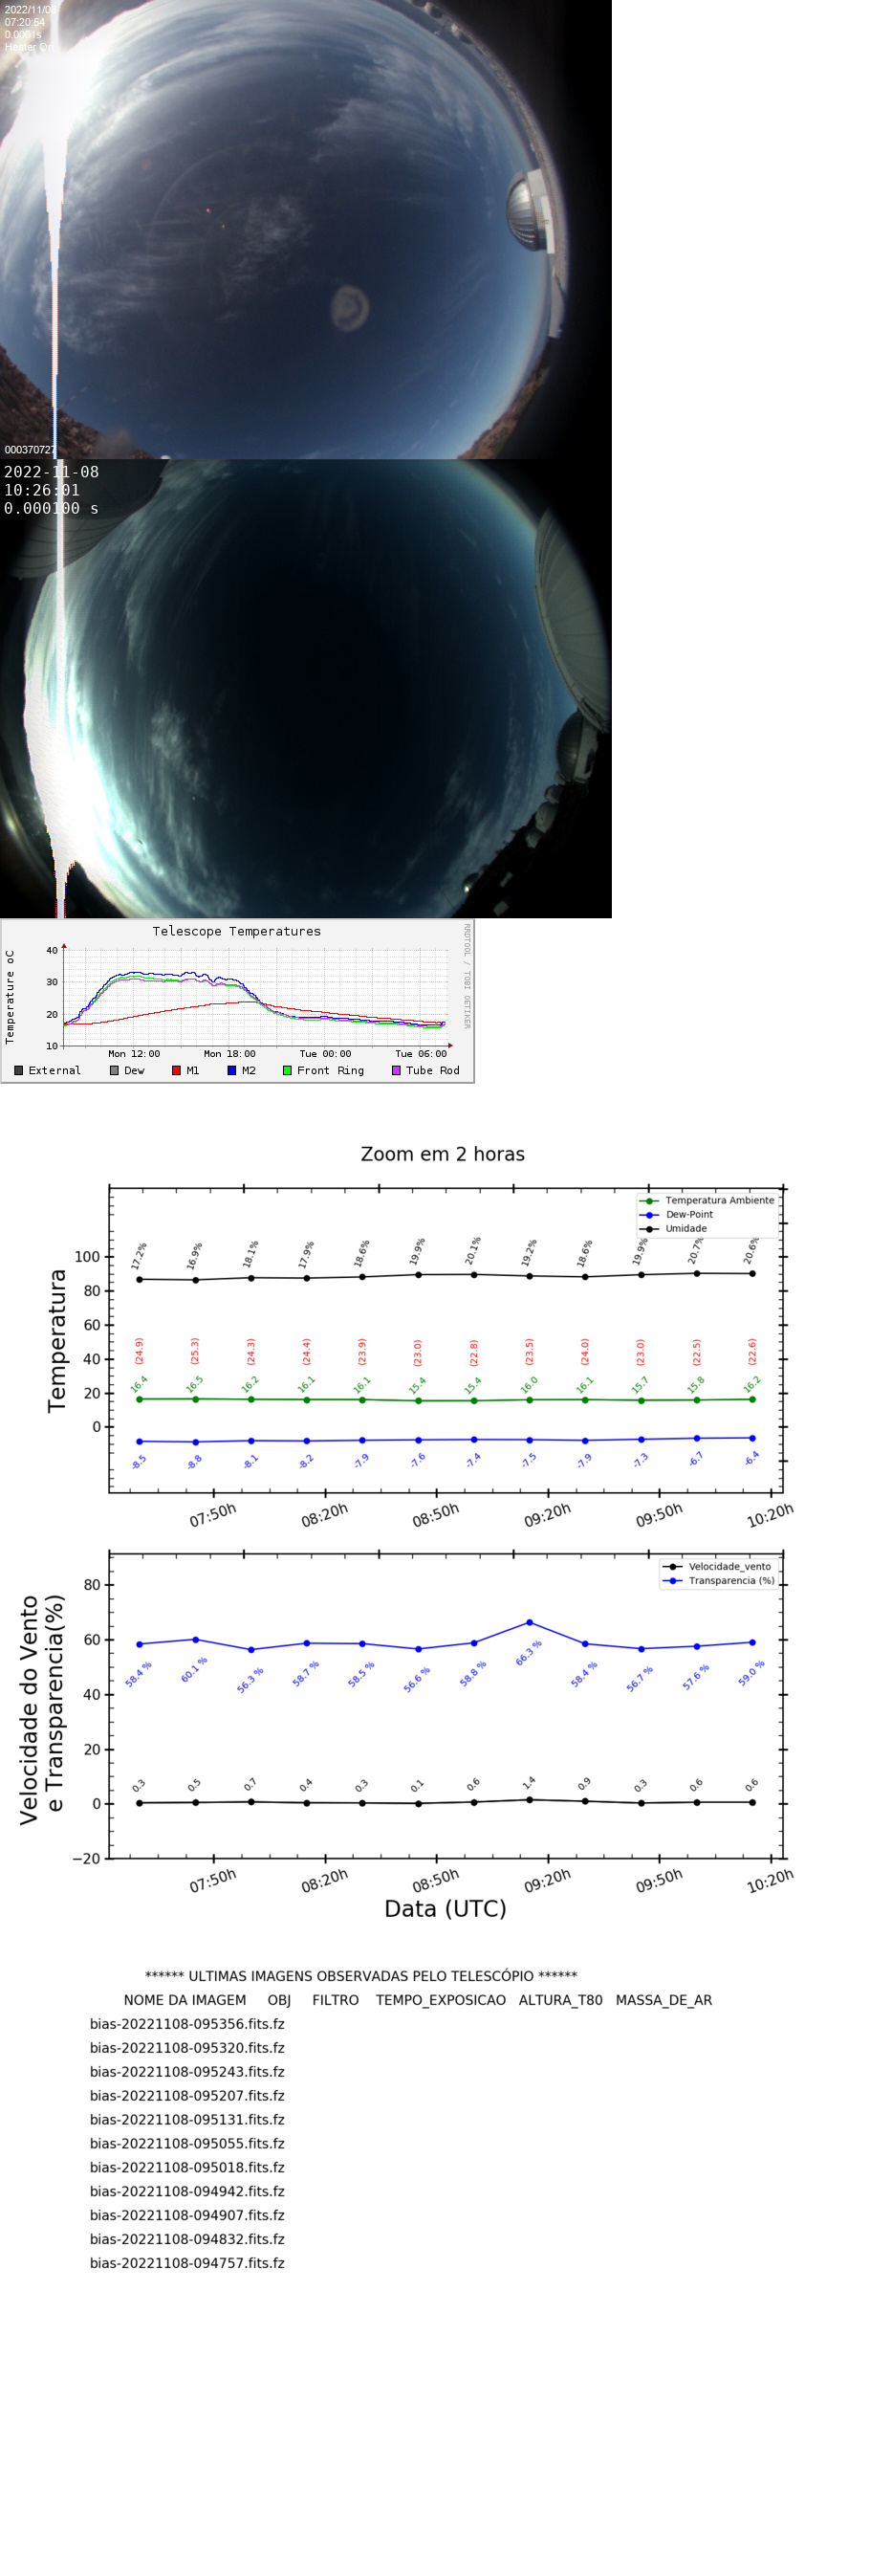 2022/11/0
07:20:54
0.0001s
Heater On
000370727
2022-11-08
10:26:01
0.000100 s
Telescope Temperatures
RRDTOOL / TOBI OETIKER
Temperature oC
40
30
20
10
Mon 12:00 Mon 18:00 Tue 00:00 Tue 06:00
External Dew M1 M2 Front Ring Tube Rod
Zoom em 2 horas
Temperatura Ambiente
Dew-Point
Umidade
Temperatura
100
80
60
40
20
0
17.2% 16.9% 18.1% 17.9% 18.6% 19.9% 20.1% 19.2% 18.6% 19.9% 20.7% 20.6%
(24.9) (25.3) (24.3) (24.4) (23.9) (23.0) (22.8) (23.5) (24.0) (23.0) (22.5) (22.6)
16.4 16.5 16.2 16.1 16.1 15.4 15.4 16.0 16.1 15.7 15.8 16.2
-8.5 -8.8 -8.1 -8.2 -7.9 -7.6 -7.4 -7.5 -7.9 -7.3 -6.7 -6.4
07:50h 08:20h 08:50h 09:20h 09:50h 10:20h
Velocidade_vento
Transparencia (%)
Velocidade do Vento
e Transparencia(%)
80
60
40
20
0
−20
58.4 % 60.1 % 56.3 % 58.7 % 58.5 % 56.6 % 58.8 % 66.3 % 58.4 % 56.7 % 57.6 % 59.0 %
0.3 0.5 0.7 0.4 0.3 0.1 0.6 1.4 0.9 0.3 0.6 0.6
07:50h 08:20h 08:50h 09:20h 09:50h 10:20h
Data (UTC)
****** ULTIMAS IMAGENS OBSERVADAS PELO TELESCÓPIO ******
NOME DA IMAGEM OBJ FILTRO TEMPO_EXPOSICAO ALTURA_T80 MASSA_DE_AR
bias-20221108-095356.fits.fz
bias-20221108-095320.fits.fz
bias-20221108-095243.fits.fz
bias-20221108-095207.fits.fz
bias-20221108-095131.fits.fz
bias-20221108-095055.fits.fz
bias-20221108-095018.fits.fz
bias-20221108-094942.fits.fz
bias-20221108-094907.fits.fz
bias-20221108-094832.fits.fz
bias-20221108-094757.fits.fz